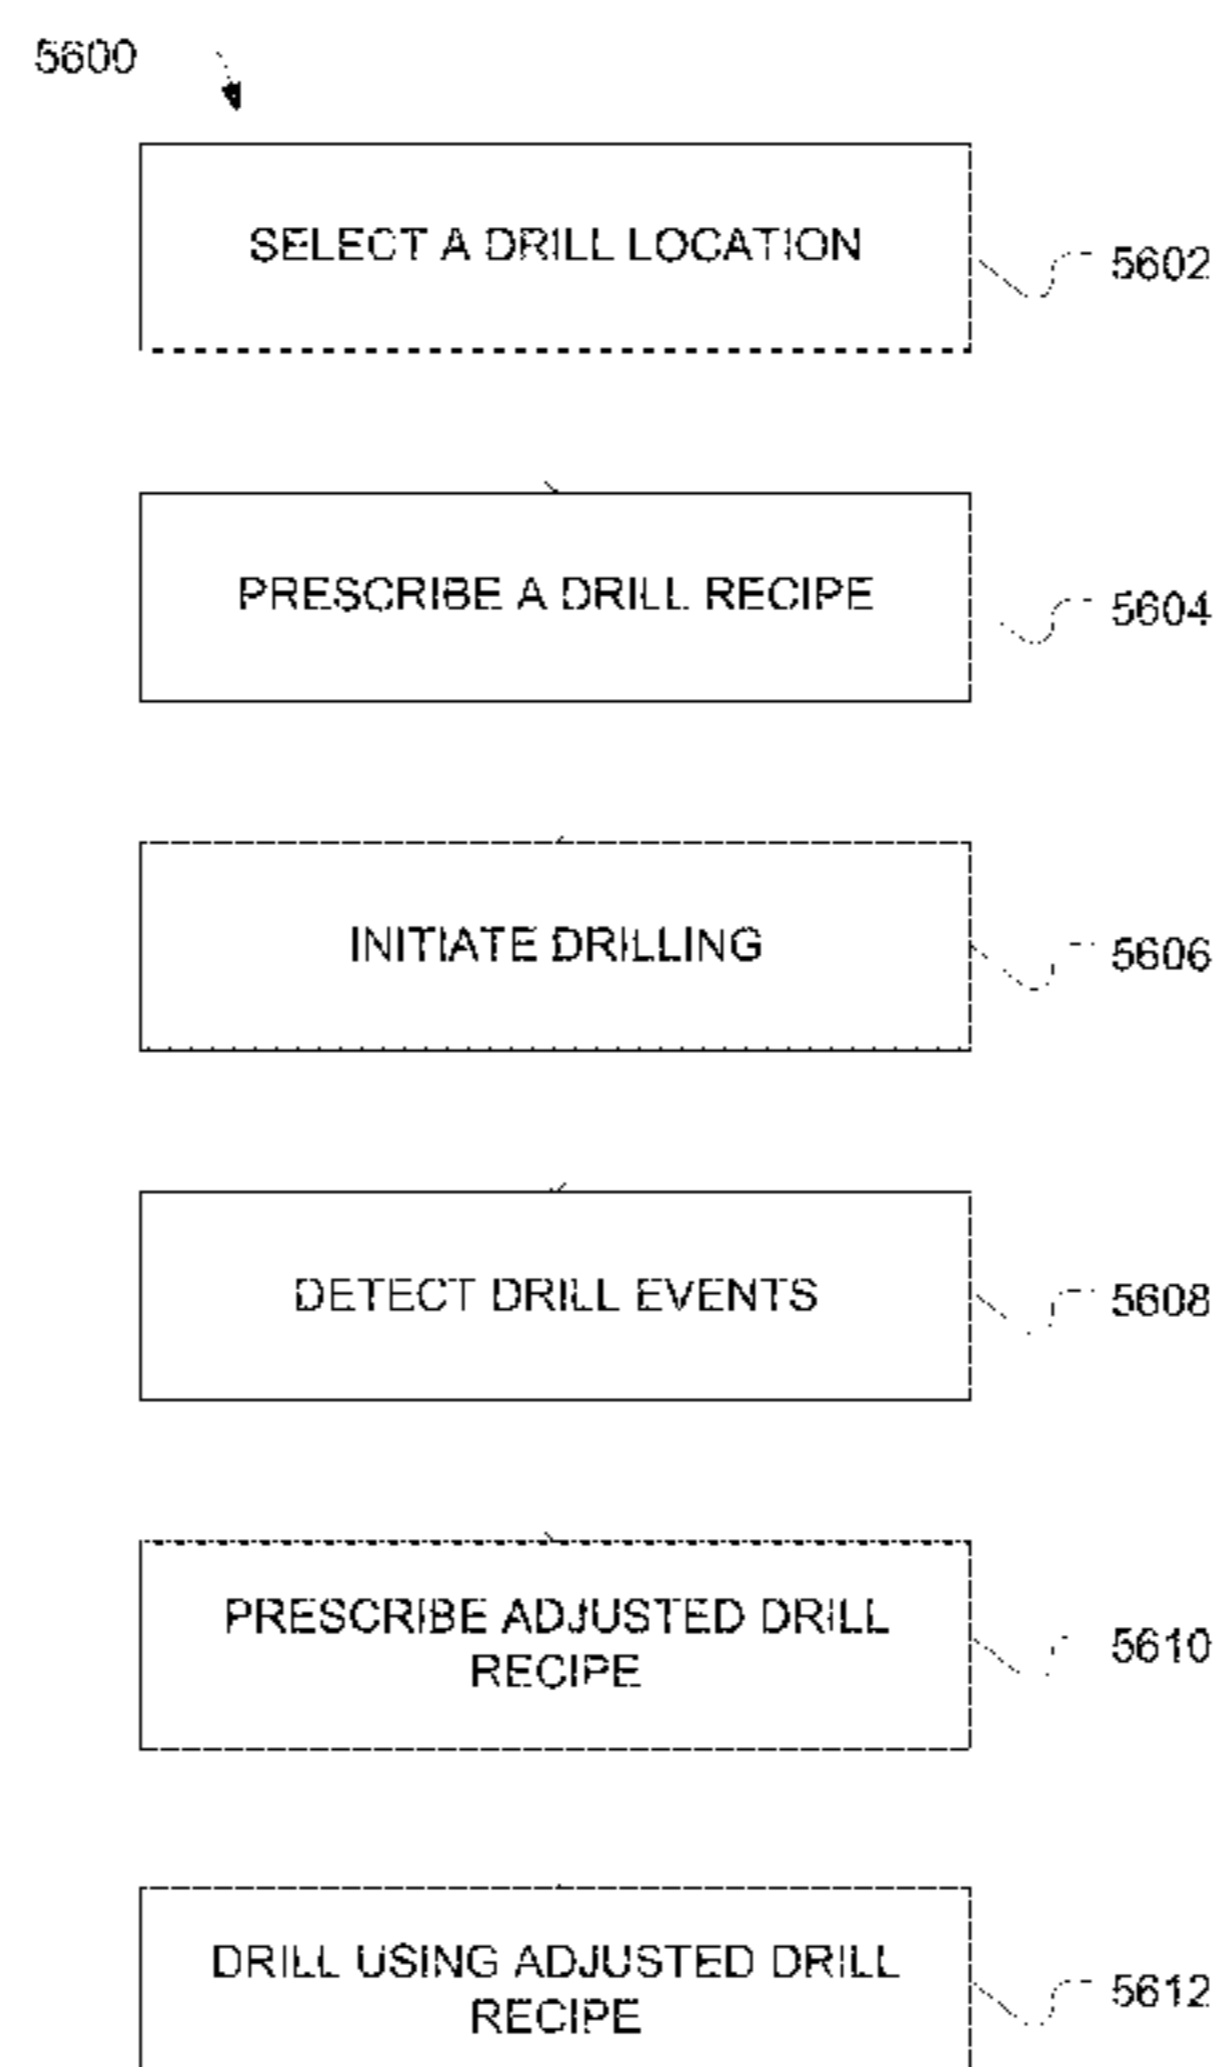 5600
SELECT A DRILL LOCATION
5602
PRESCRIBE A DRILL RECIPE
5604
INITIATE DRILLING
5606
DETECT DRILL EVENTS
5608
PRESCRIBE ADJUSTED DRILL
RECIPE
5610
DRILL USING ADJUSTED DRILL
RECIPE
5612